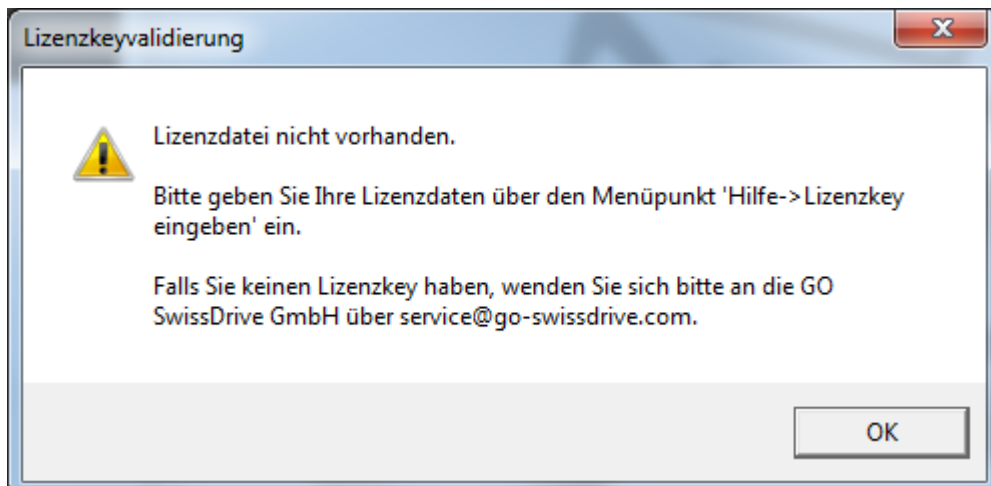 Lizenzkeyvalidierung
Lizenzdatei nicht vorhanden.
Bitte geben Sie Ihre Lizenzdaten über den Menüpunkt 'Hilfe->Lizenzkey
eingeben' ein.
Falls Sie keinen Lizenzkey haben, wenden Sie sich bitte an die GO
SwissDrive GmbH über service@go-swissdrive.com.
OK